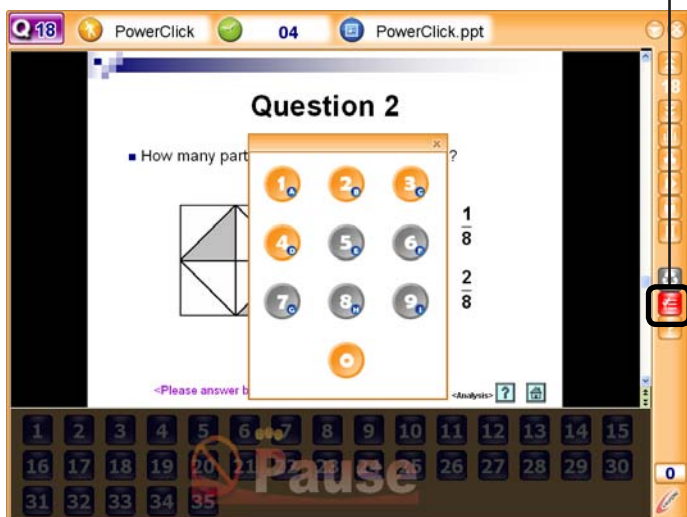 Q 18 PowerClick 04 PowerClick.ppt
18
Question 2
How many part ?
1 A 2 B 3 C
4 D 5 E 6 F
7 G 8 H 9 I
0
1/8
2/8
<Please answer b
<Analysis> ?
1 2 3 4 5 6 7 8 9 10 11 12 13 14 15
16 17 18 19 20 21 22 23 24 25 26 27 28 29 30
31 32 33 34 35
Pause
0